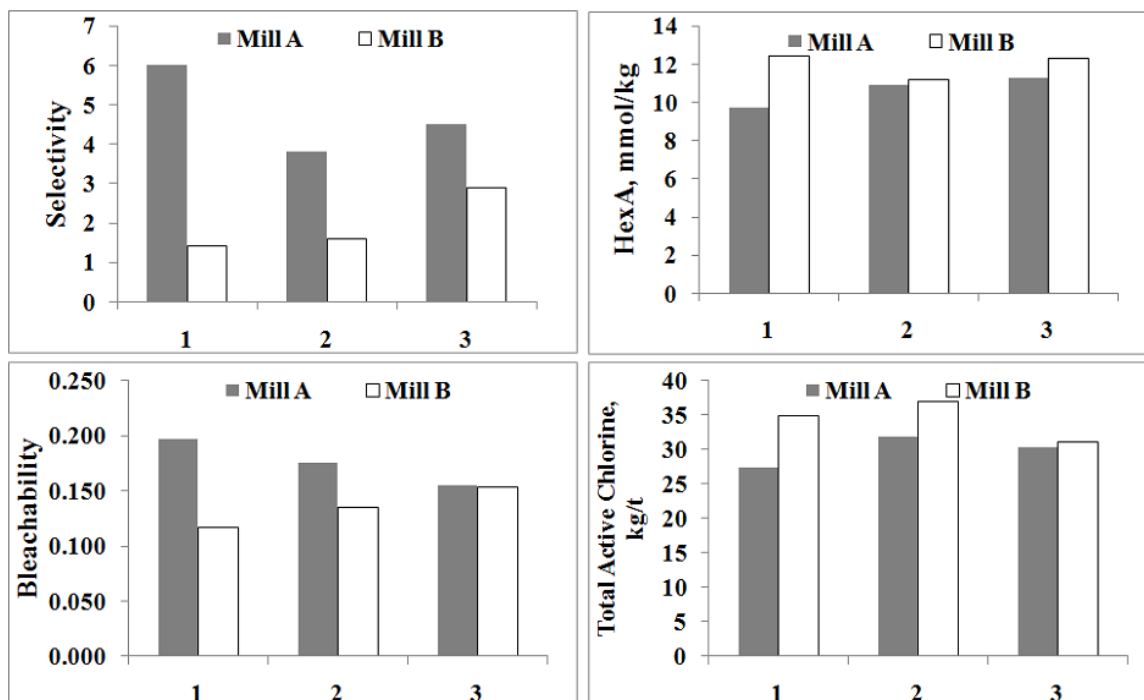 7
6
5
4
3
2
1
0
Selectivity
Mill A Mill B
1 2 3
14
12
10
8
6
4
2
0
HexA, mmol/kg
Mill A Mill B
1 2 3
0.250
0.200
0.150
0.100
0.050
0.000
Bleachability
Mill A Mill B
1 2 3
40
35
30
25
20
15
10
5
0
Total Active Chlorine,
kg/t
Mill A Mill B
1 2 3